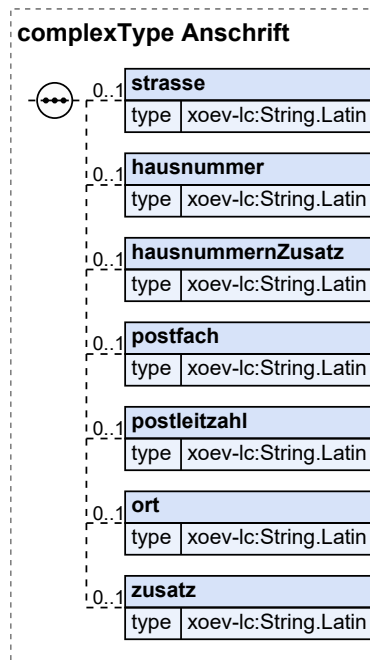 complexType Anschrift
0..1 strasse
type xoev-lc:String.Latin
0..1 hausnummer
type xoev-lc:String.Latin
0..1 hausnummernZusatz
type xoev-lc:String.Latin
0..1 postfach
type xoev-lc:String.Latin
0..1 postleitzahl
type xoev-lc:String.Latin
0..1 ort
type xoev-lc:String.Latin
0..1 zusatz
type xoev-lc:String.Latin